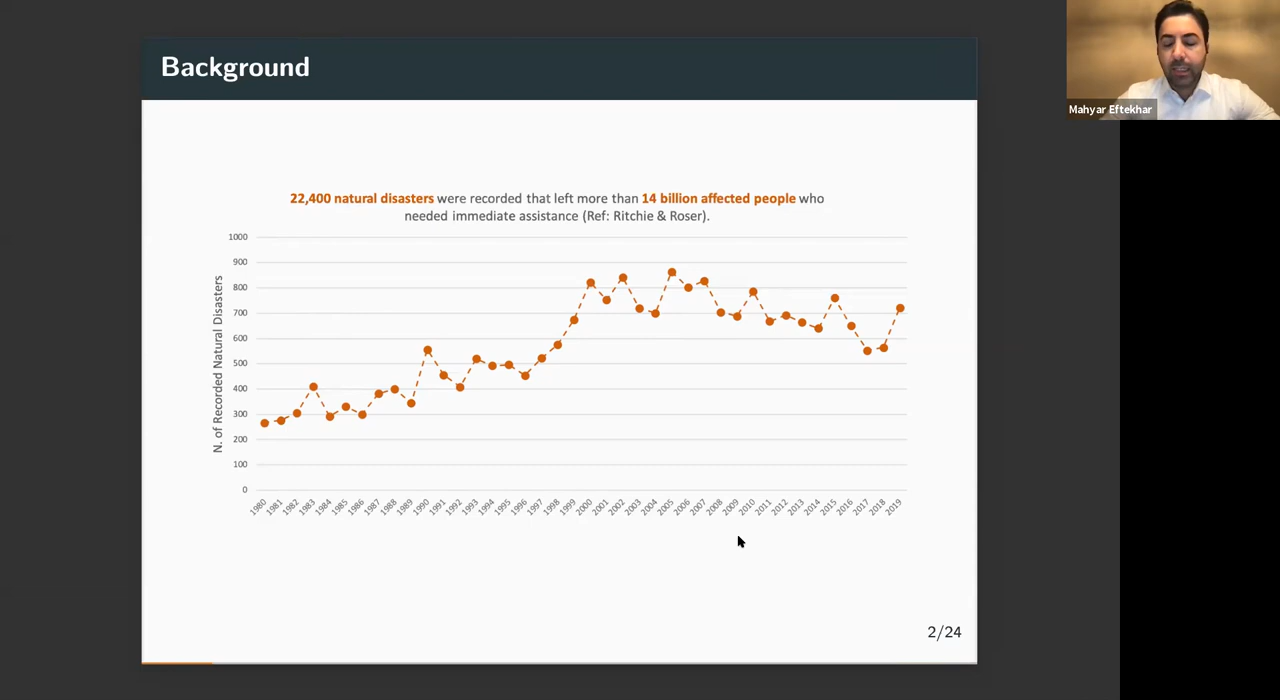 Background
Mahyar Eftekhar
22,400 natural disasters were recorded that left more than 14 billion affected people who
needed immediate assistance (Ref: Ritchie & Roser).
N. of Recorded Natural Disasters
1000
900
800
700
600
500
400
300
200
100
0
1980 1981 1982 1983 1984 1985 1986 1987 1988 1989 1990 1991 1992 1993 1994 1995 1996 1997 1998 1999 2000 2001 2002 2003 2004 2005 2006 2007 2008 2009 2010 2011 2012 2013 2014 2015 2016 2017 2018 2019
2/24